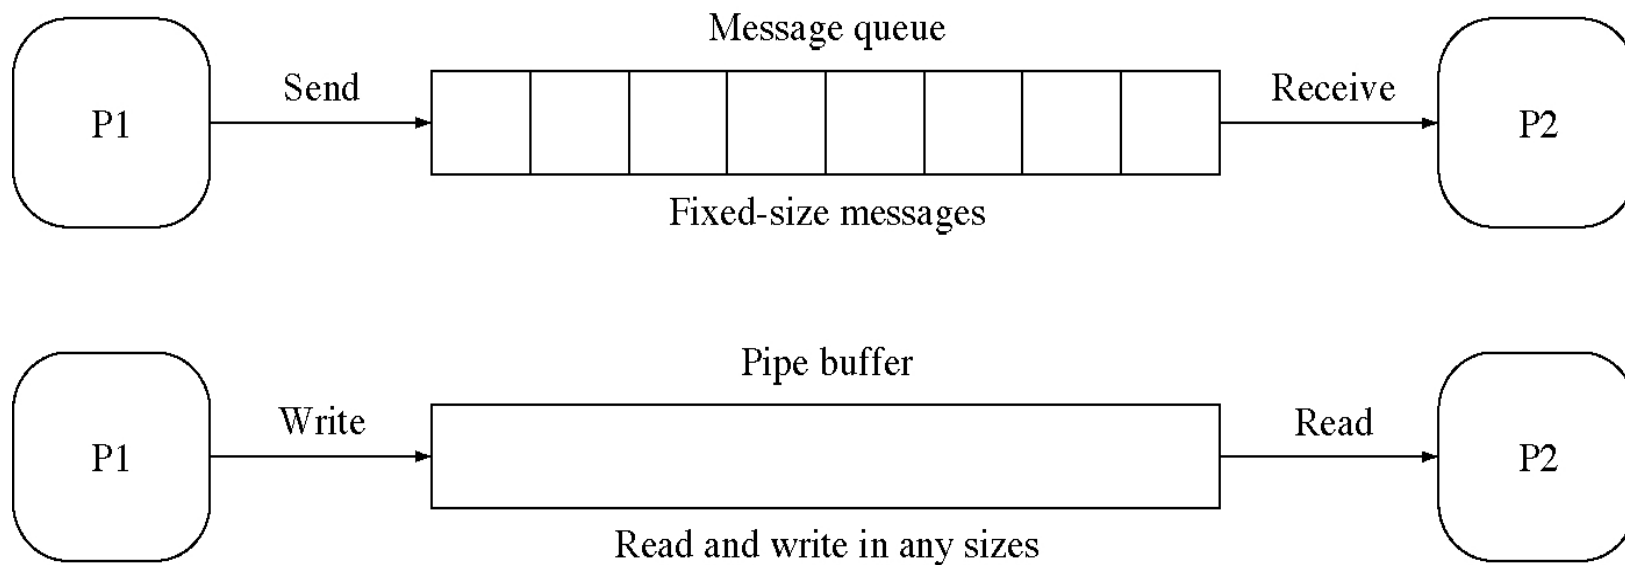 Message queue
P1
Send
Receive
P2
Fixed-size messages
Pipe buffer
P1
Write
Read
P2
Read and write in any sizes